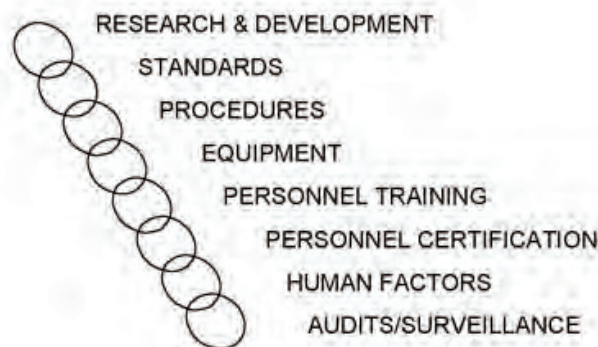 RESEARCH & DEVELOPMENT
STANDARDS
PROCEDURES
EQUIPMENT
PERSONNEL TRAINING
PERSONNEL CERTIFICATION
HUMAN FACTORS
AUDITS/SURVEILLANCE